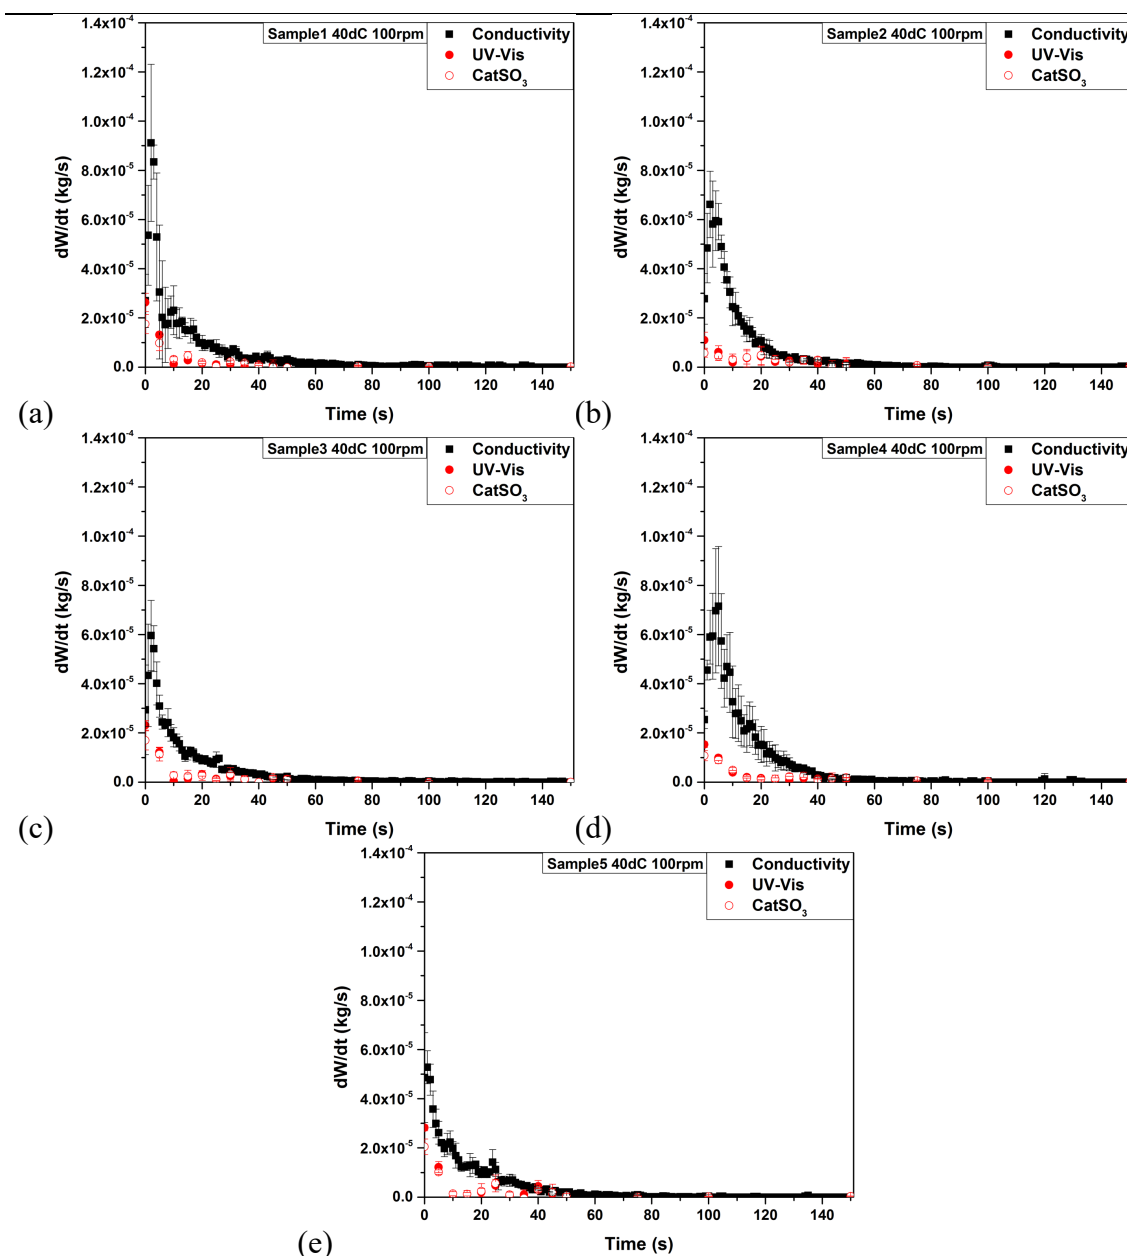 Sample1 40dC 100rpm
Conductivity
UV-Vis
CatSO3
1.4x10-4
1.2x10-4
1.0x10-4
8.0x10-5
6.0x10-5
4.0x10-5
2.0x10-5
0.0
dW/dt (kg/s)
0 20 40 60 80 100 120 140
Time (s)
(a)
Sample2 40dC 100rpm
Conductivity
UV-Vis
CatSO3
1.4x10-4
1.2x10-4
1.0x10-4
8.0x10-5
6.0x10-5
4.0x10-5
2.0x10-5
0.0
dW/dt (kg/s)
0 20 40 60 80 100 120 140
Time (s)
(b)
Sample3 40dC 100rpm
Conductivity
UV-Vis
CatSO3
1.4x10-4
1.2x10-4
1.0x10-4
8.0x10-5
6.0x10-5
4.0x10-5
2.0x10-5
0.0
dW/dt (kg/s)
0 20 40 60 80 100 120 140
Time (s)
(c)
Sample4 40dC 100rpm
Conductivity
UV-Vis
CatSO3
1.4x10-4
1.2x10-4
1.0x10-4
8.0x10-5
6.0x10-5
4.0x10-5
2.0x10-5
0.0
dW/dt (kg/s)
0 20 40 60 80 100 120 140
Time (s)
(d)
Sample5 40dC 100rpm
Conductivity
UV-Vis
CatSO3
1.4x10-4
1.2x10-4
1.0x10-4
8.0x10-5
6.0x10-5
4.0x10-5
2.0x10-5
0.0
dW/dt (kg/s)
0 20 40 60 80 100 120 140
Time (s)
(e)